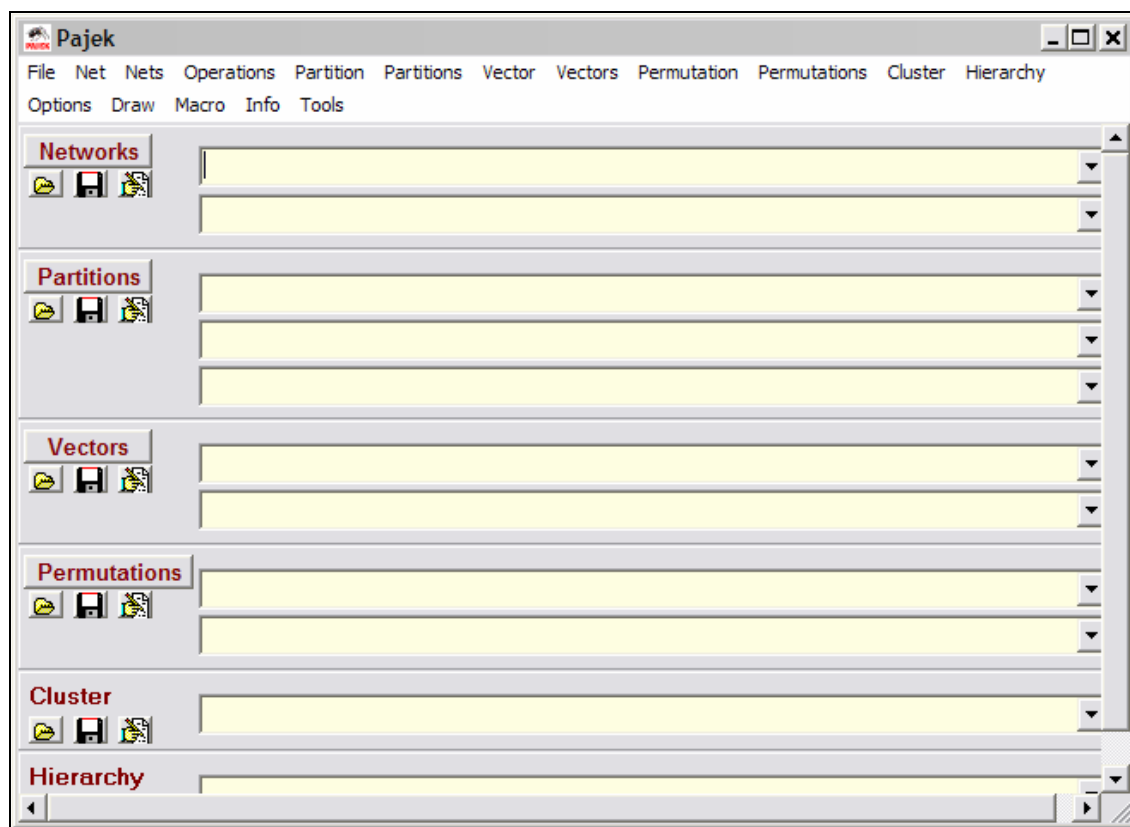 Pajek
File Net Nets Operations Partition Partitions Vector Vectors Permutation Permutations Cluster Hierarchy
Options Draw Macro Info Tools
Networks
Partitions
Vectors
Permutations
Cluster
Hierarchy